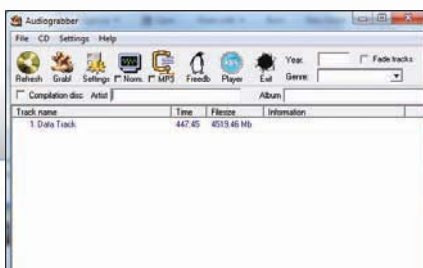 Audiograbber
File CD Settings Help
Refresh Grab! Settings Norm. MP3 Freedb Player Exit
Year: Fade tracks
Genre:
Compilation disc Artist Album
Track name Time Filesize Information
1. Data Track 447:45 4519.46 Mb